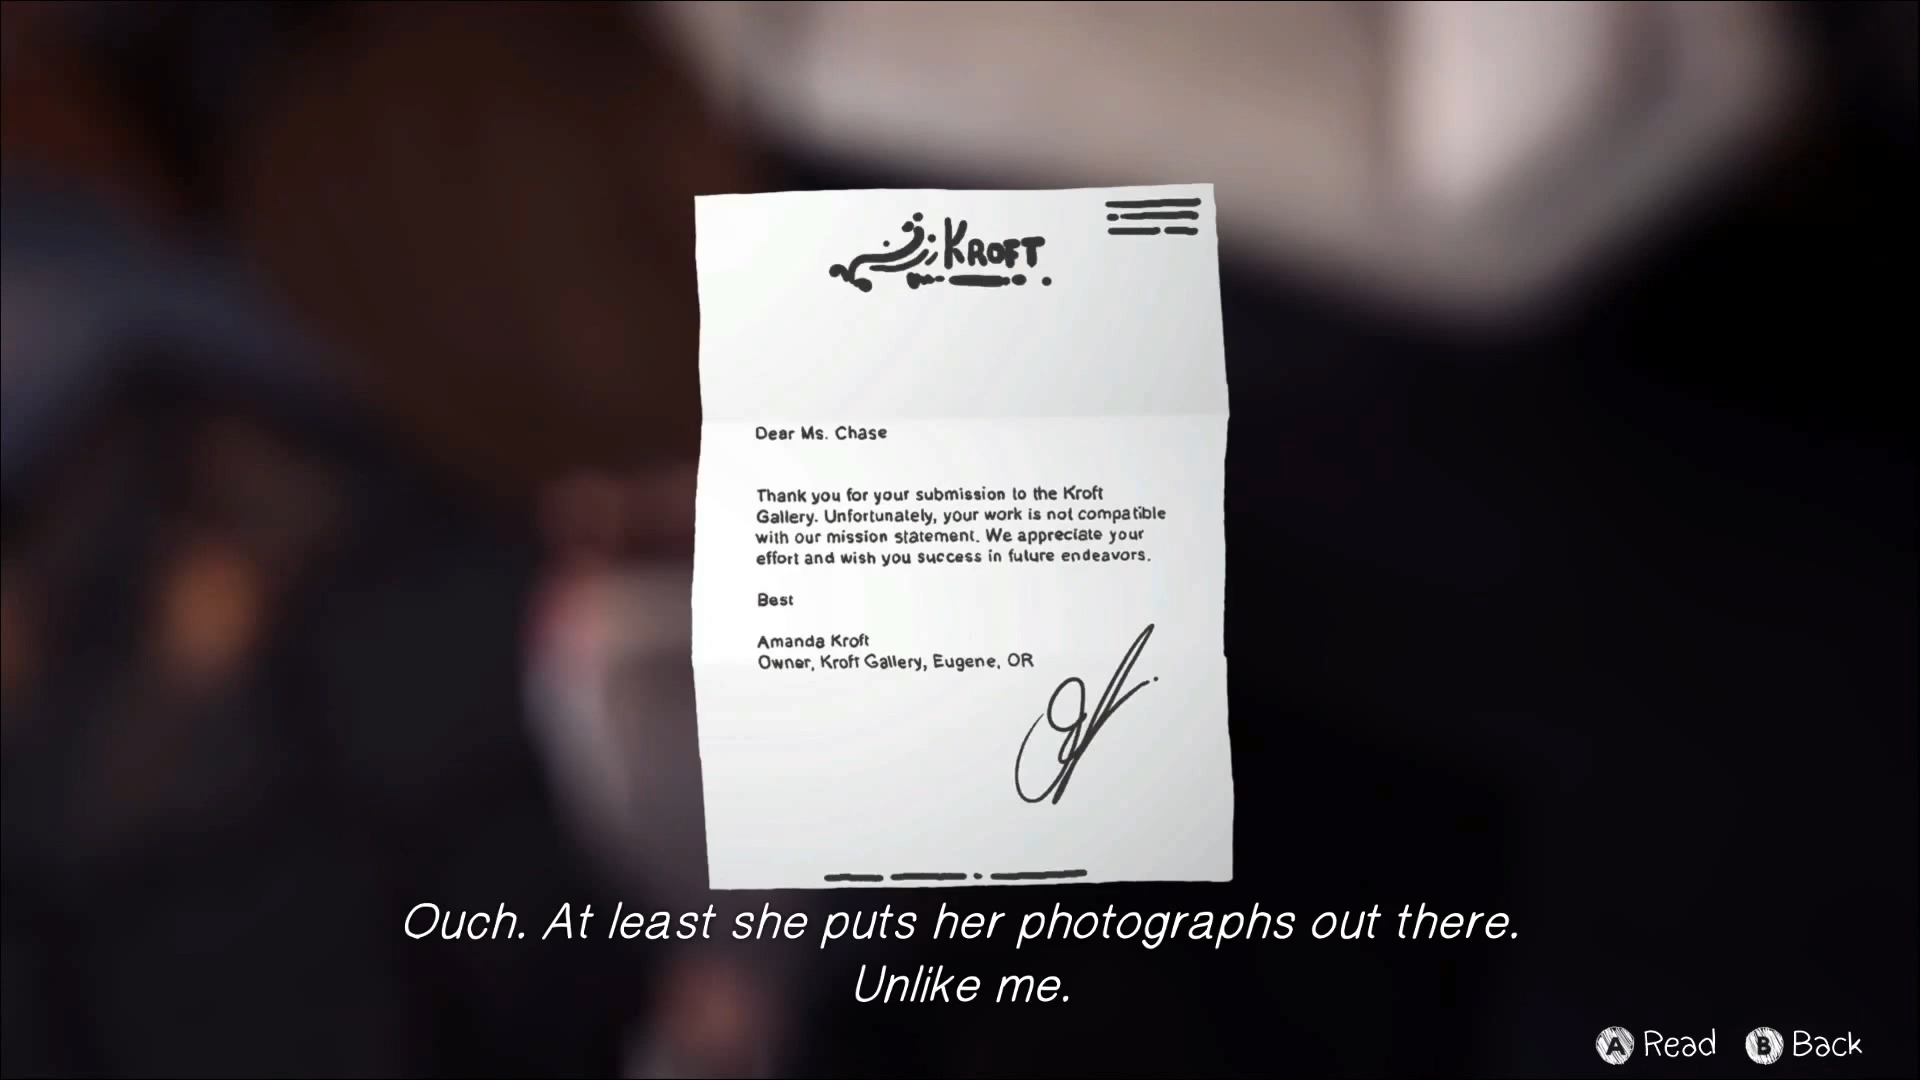 KROFT
Dear Ms. Chase
Thank you for your submission to the Kroft
Gallery. Unfortunately, your work is not compatible
with our mission statement. We appreciate your
effort and wish you success in future endeavors.
Best
Amanda Kroft
Owner, Kroft Gallery, Eugene, OR
Ouch. At least she puts her photographs out there.
Unlike me.
A Read B Back